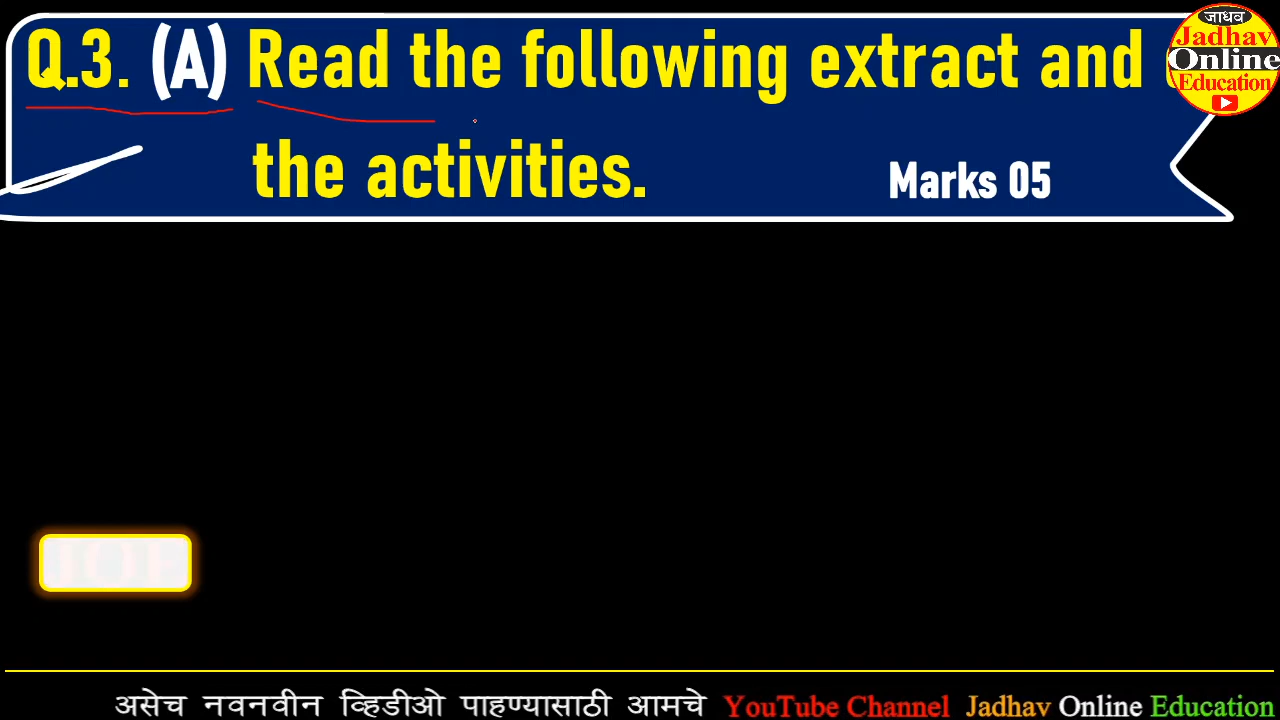 Q.3. (A) Read the following extract and
the activities.
Marks 05
जाधव
Jadhav
Online
Education
असेच नवनवीन व्हिडीओ पाहण्यासाठी आमचे YouTube Channel Jadhav Online Education